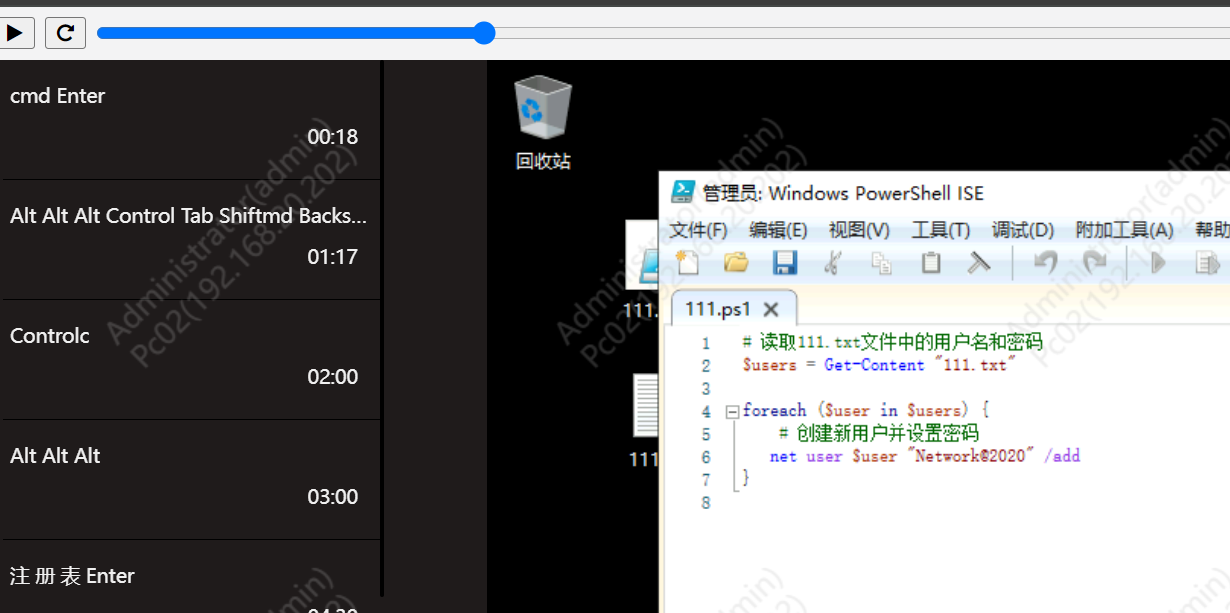 cmd Enter
00:18
Alt Alt Alt Control Tab Shiftmd Backs...
01:17
Controlc
02:00
Alt Alt Alt
03:00
注 册 表 Enter
回收站
111.
111
管理员: Windows PowerShell ISE
文件(F) 编辑(E) 视图(V) 工具(T) 调试(D) 附加工具(A) 帮助
111.ps1
1 # 读取111.txt文件中的用户名和密码
2 $users = Get-Content "111.txt"
3
4 foreach ($user in $users) {
5 # 创建新用户并设置密码
6 net user $user "Network@2020" /add
7 }
8
Administrator(admin)
Pc02(192.168.20.202)